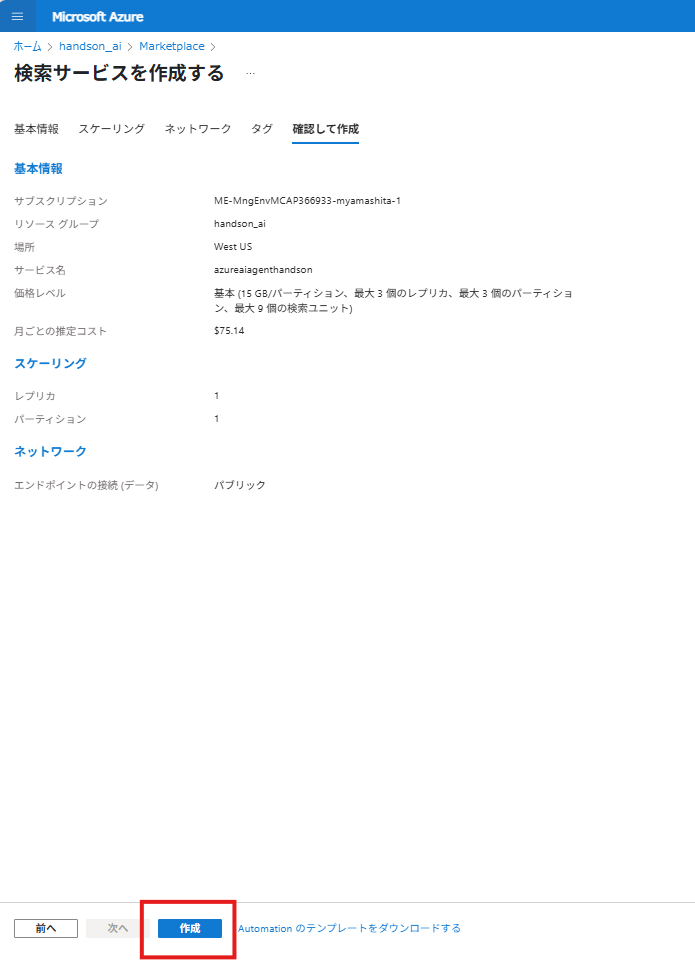 Microsoft Azure
ホーム > handson_ai > Marketplace >
検索サービスを作成する ...
基本情報 スケーリング ネットワーク タグ 確認して作成
基本情報
サブスクリプション ME-MngEnvMCAP366933-myamashita-1
リソース グループ handson_ai
場所 West US
サービス名 azureaiagenthandson
価格レベル 基本 (15 GB/パーティション、最大 3 個のレプリカ、最大 3 個のパーティショ
ン、最大 9 個の検索ユニット)
月ごとの推定コスト $75.14
スケーリング
レプリカ 1
パーティション 1
ネットワーク
エンドポイントの接続 (データ) パブリック
前へ 次へ 作成 Automation のテンプレートをダウンロードする